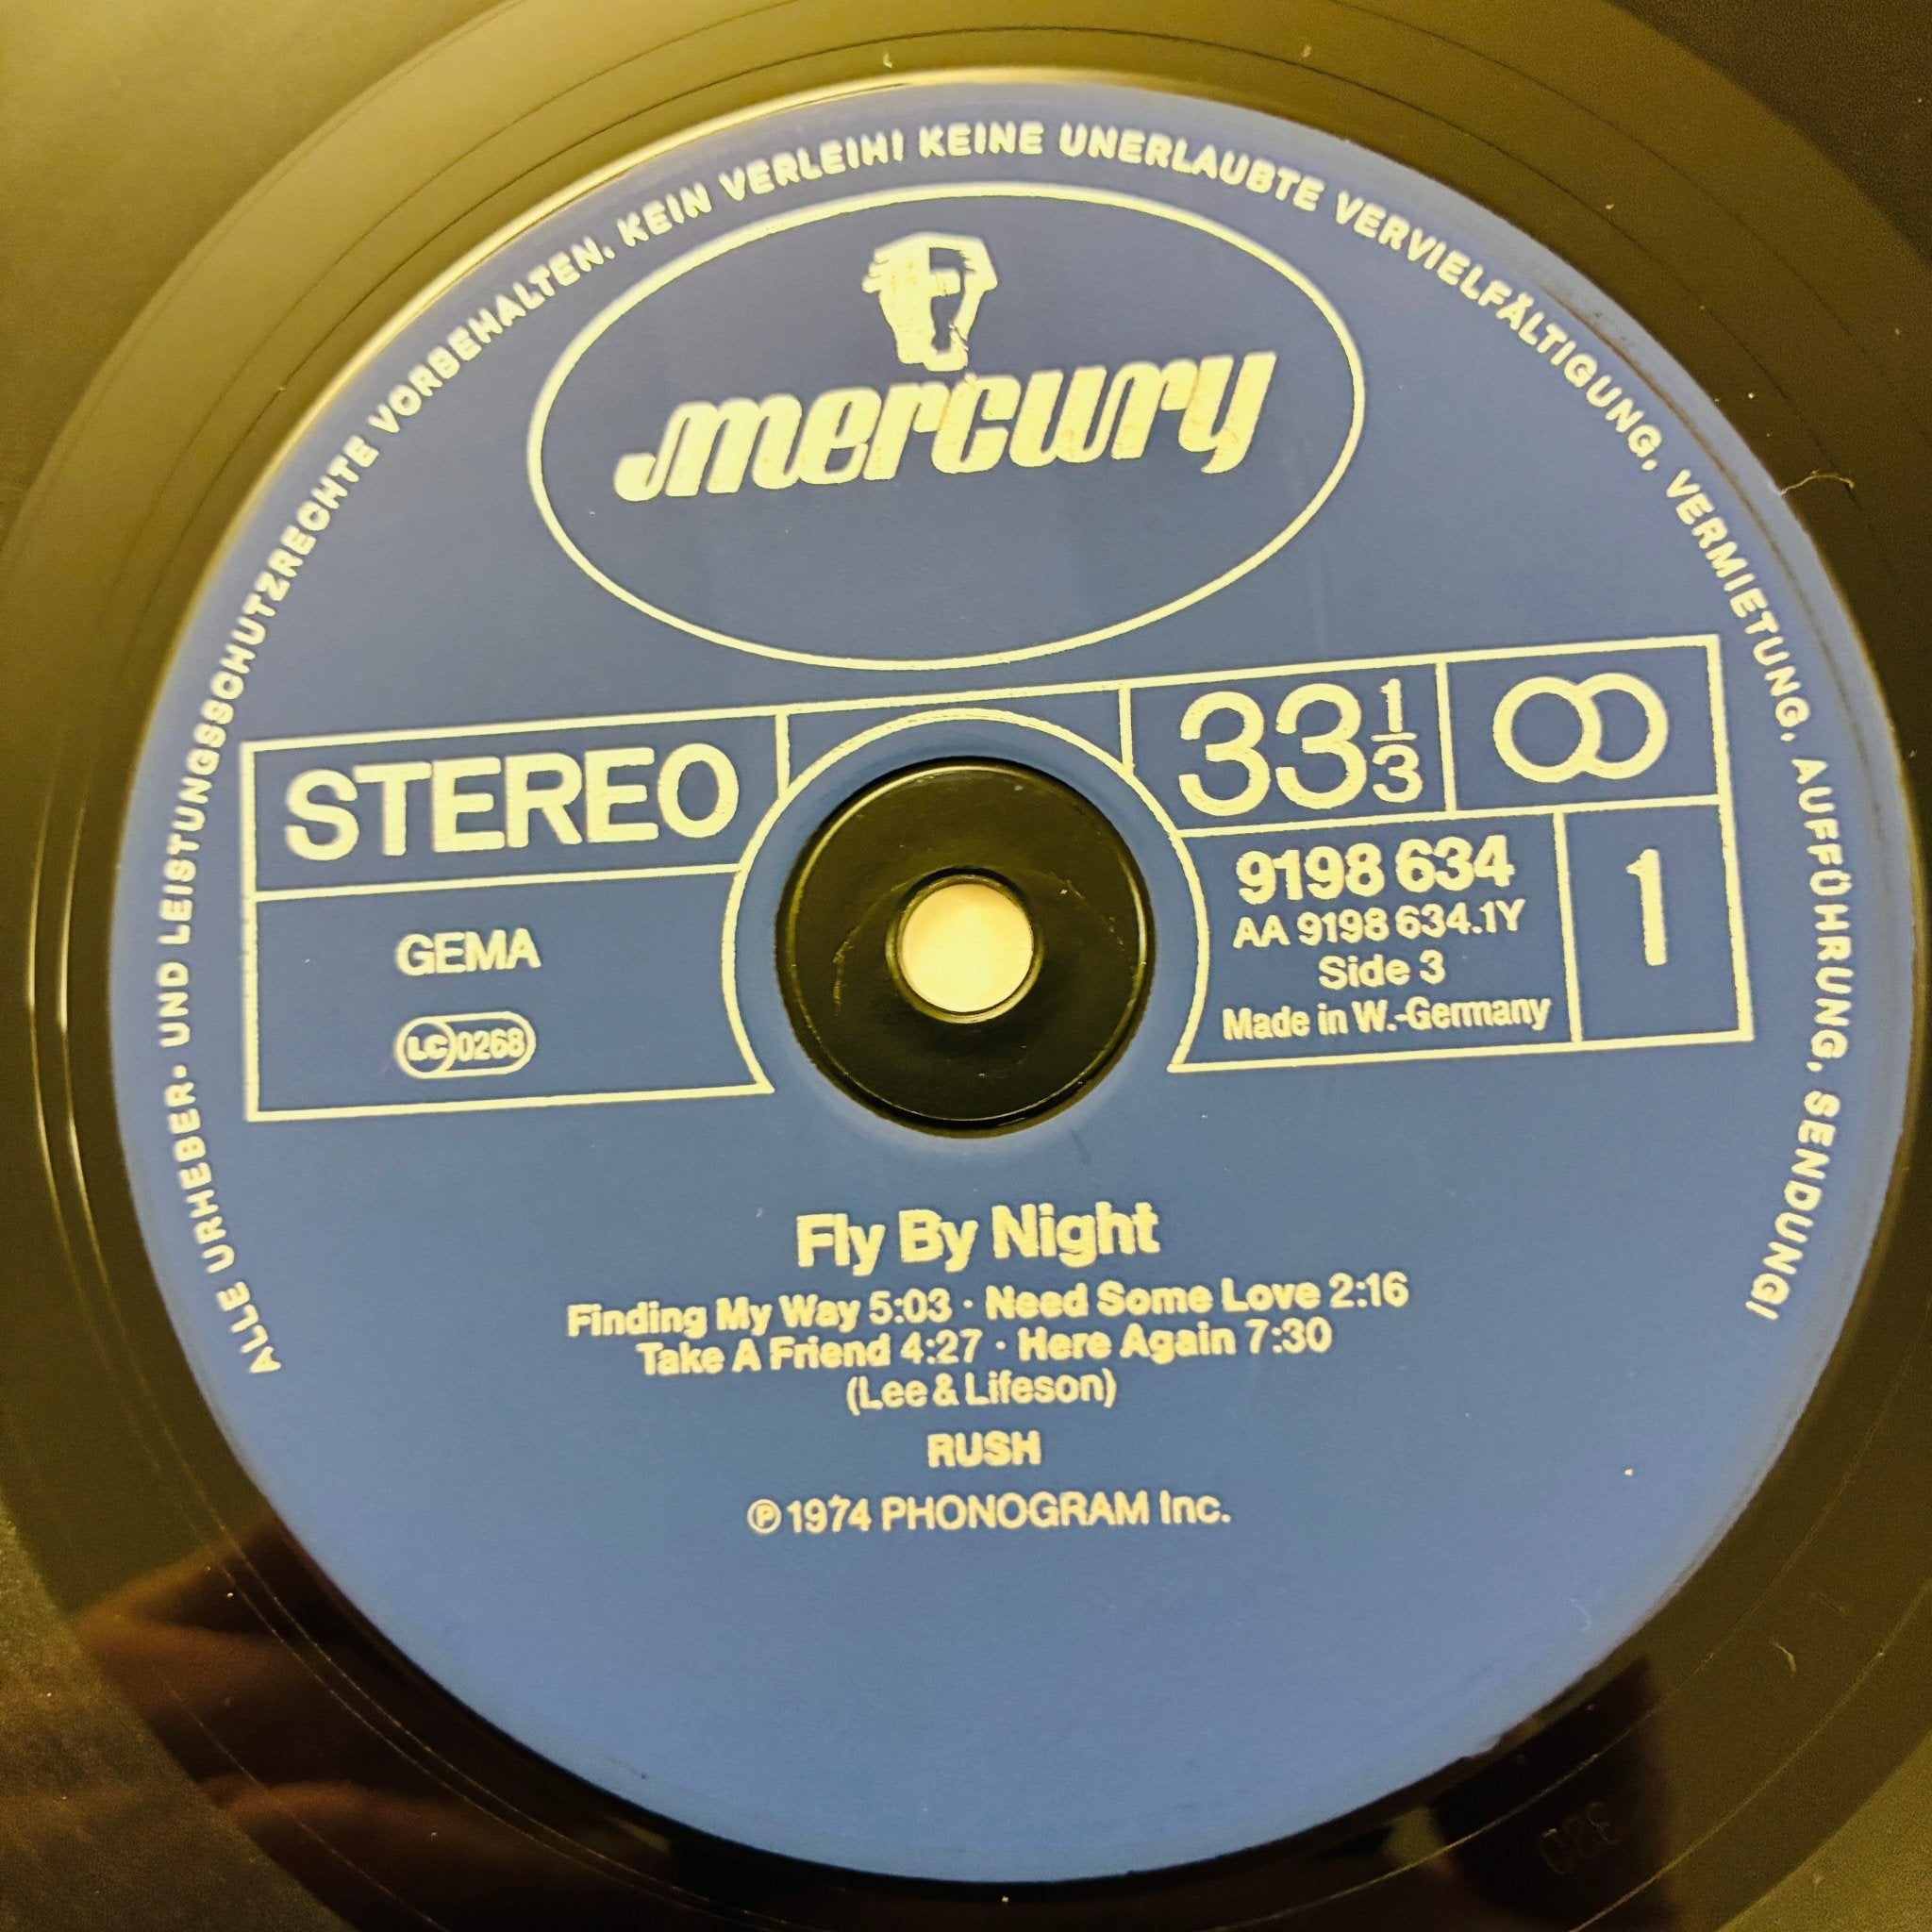 ALLE URHEBER- UND LEISTUNGSSCHUTZRECHTE VORBEHALTEN. KEIN VERLEIH! KEINE UNERLAUBTE VERVIELFÄLTIGUNG, VERMIETUNG, AUFFÜHRUNG, SENDUNG!
mercury
STEREO
33 1/3
GEMA
LC 0268
9198 634
AA 9198 634.1Y
Side 3
Made in W.-Germany
1
Fly By Night
Finding My Way 5:03 · Need Some Love 2:16
Take A Friend 4:27 · Here Again 7:30
(Lee & Lifeson)
RUSH
℗ 1974 PHONOGRAM Inc.